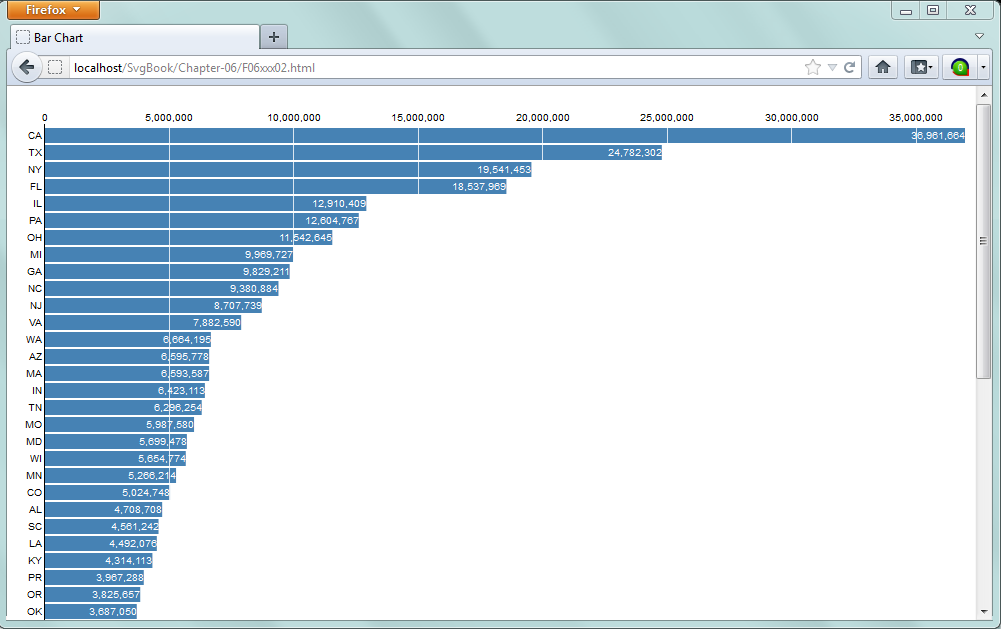 Firefox
Bar Chart
localhost/SvgBook/Chapter-06/F06xxx02.html
0 5,000,000 10,000,000 15,000,000 20,000,000 25,000,000 30,000,000 35,000,000
CA 36,961,664
TX 24,782,302
NY 19,541,453
FL 18,537,969
IL 12,910,409
PA 12,604,767
OH 11,542,645
MI 9,969,727
GA 9,829,211
NC 9,380,884
NJ 8,707,739
VA 7,882,590
WA 6,664,195
AZ 6,595,778
MA 6,593,587
IN 6,423,113
TN 6,296,254
MO 5,987,580
MD 5,699,478
WI 5,654,774
MN 5,266,214
CO 5,024,748
AL 4,708,708
SC 4,561,242
LA 4,492,076
KY 4,314,113
PR 3,967,288
OR 3,825,657
OK 3,687,050